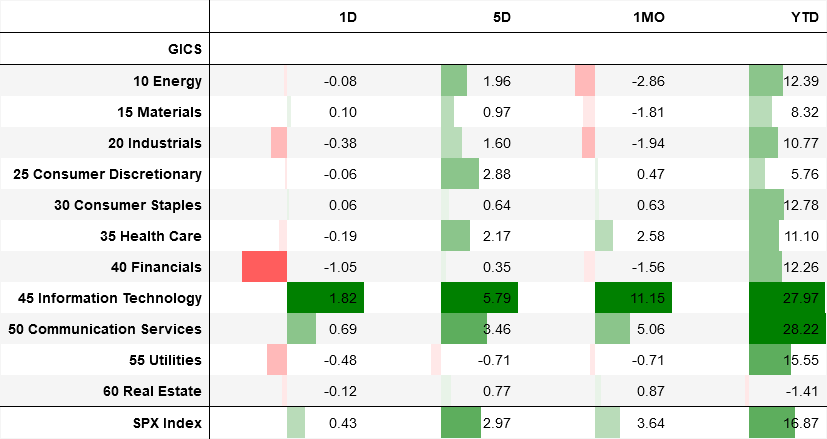 1D 5D 1MO YTD
GICS
10 Energy -0.08 1.96 -2.86 12.39
15 Materials 0.10 0.97 -1.81 8.32
20 Industrials -0.38 1.60 -1.94 10.77
25 Consumer Discretionary -0.06 2.88 0.47 5.76
30 Consumer Staples 0.06 0.64 0.63 12.78
35 Health Care -0.19 2.17 2.58 11.10
40 Financials -1.05 0.35 -1.56 12.26
45 Information Technology 1.82 5.79 11.15 27.97
50 Communication Services 0.69 3.46 5.06 28.22
55 Utilities -0.48 -0.71 -0.71 15.55
60 Real Estate -0.12 0.77 0.87 -1.41
SPX Index 0.43 2.97 3.64 16.87